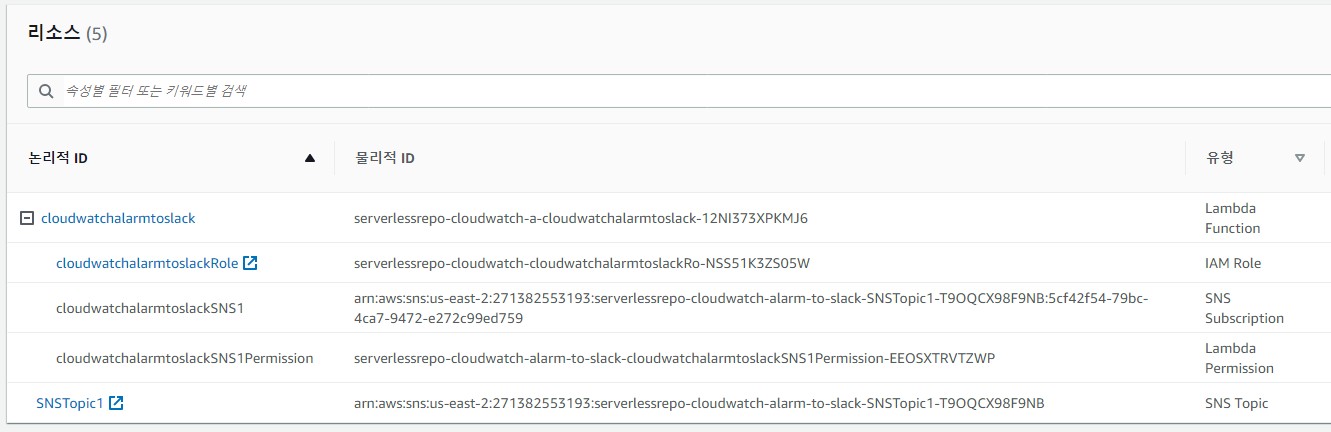 리소스 (5)
속성별 필터 또는 키워드별 검색
논리적 ID 물리적 ID 유형
cloudwatchalarmtoslack serverlessrepo-cloudwatch-a-cloudwatchalarmtoslack-12NI373XPKMJ6 Lambda
Function
cloudwatchalarmtoslackRole serverlessrepo-cloudwatch-cloudwatchalarmtoslackRo-NSS51K3ZS05W IAM Role
cloudwatchalarmtoslackSNS1 arn:aws:sns:us-east-2:271382553193:serverlessrepo-cloudwatch-alarm-to-slack-SNSTopic1-T9OQCX98F9NB:5cf42f54-79bc- SNS
4ca7-9472-e272c99ed759 Subscription
cloudwatchalarmtoslackSNS1Permission serverlessrepo-cloudwatch-alarm-to-slack-cloudwatchalarmtoslackSNS1Permission-EEOSXTRVTZWP Lambda
Permission
SNSTopic1 arn:aws:sns:us-east-2:271382553193:serverlessrepo-cloudwatch-alarm-to-slack-SNSTopic1-T9OQCX98F9NB SNS Topic